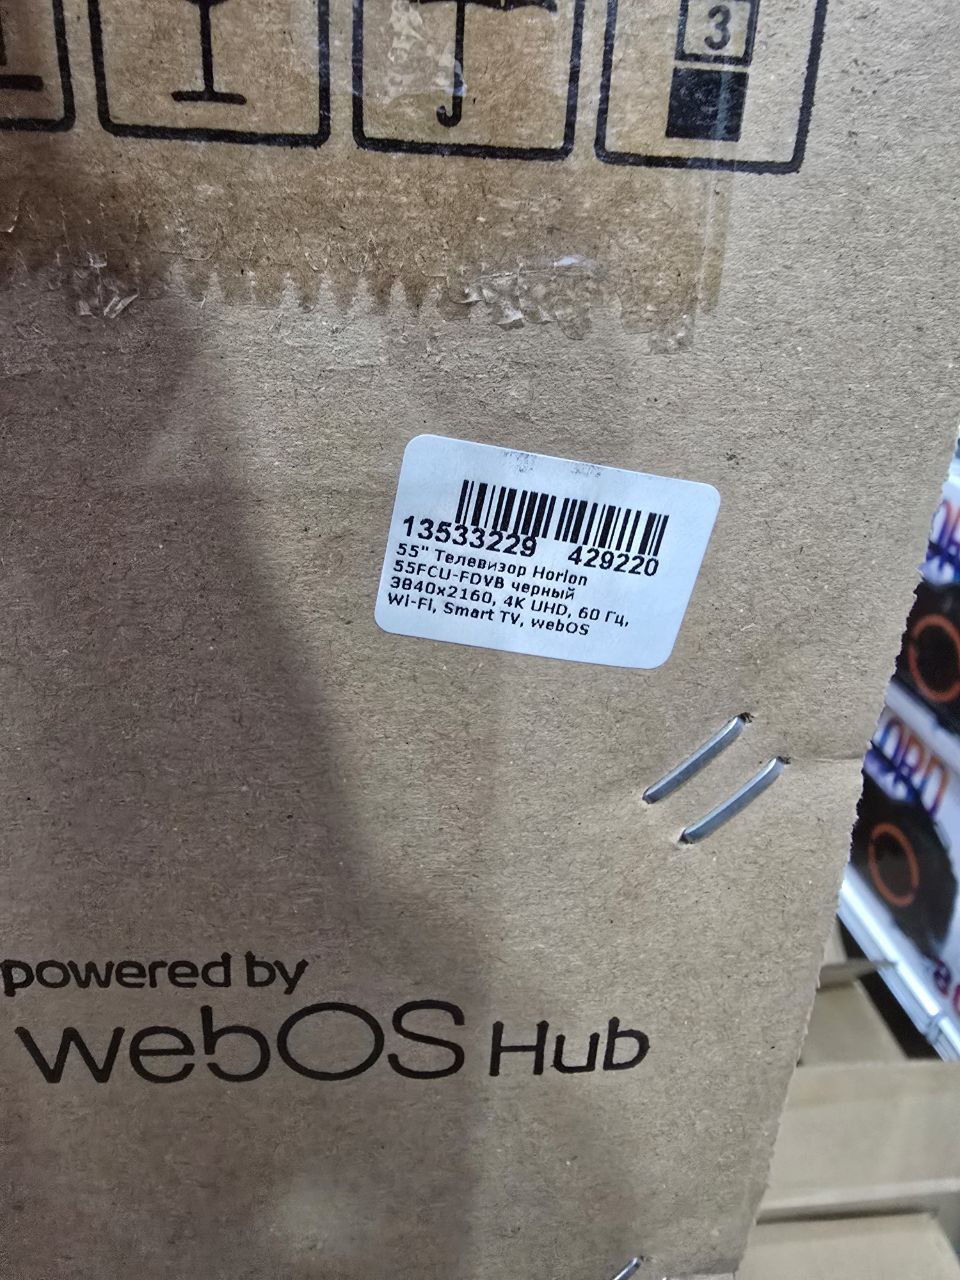 3
13533229 429220
55" Телевизор Horion
55FCU-FDVB черный
3840x2160, 4K UHD, 60 Гц,
Wi-Fi, Smart TV, webOS
powered by
webOS Hub